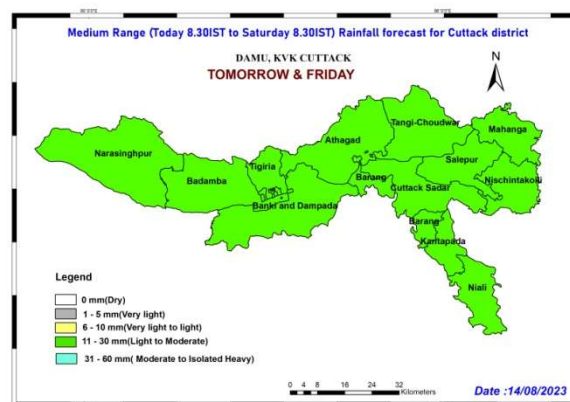 Medium Range (Today 8.30IST to Saturday 8.30IST) Rainfall forecast for Cuttack district
DAMU, KVK CUTTACK
TOMORROW & FRIDAY
N
Tangi-Choudwar
Mahanga
Athagad
Narasinghpur
Salepur
Tigiria
Badamba
Barang
Nischintakoili
Cuttack Sadar
Banki and Dampada
Barang
Kantapada
Niali
Legend
0 mm(Dry)
1 - 5 mm(Very light)
6 - 10 mm(Very light to light)
11 - 30 mm(Light to Moderate)
31 - 60 mm( Moderate to Isolated Heavy)
0 4 8 16 24 32
Kilometers
Date :14/08/2023